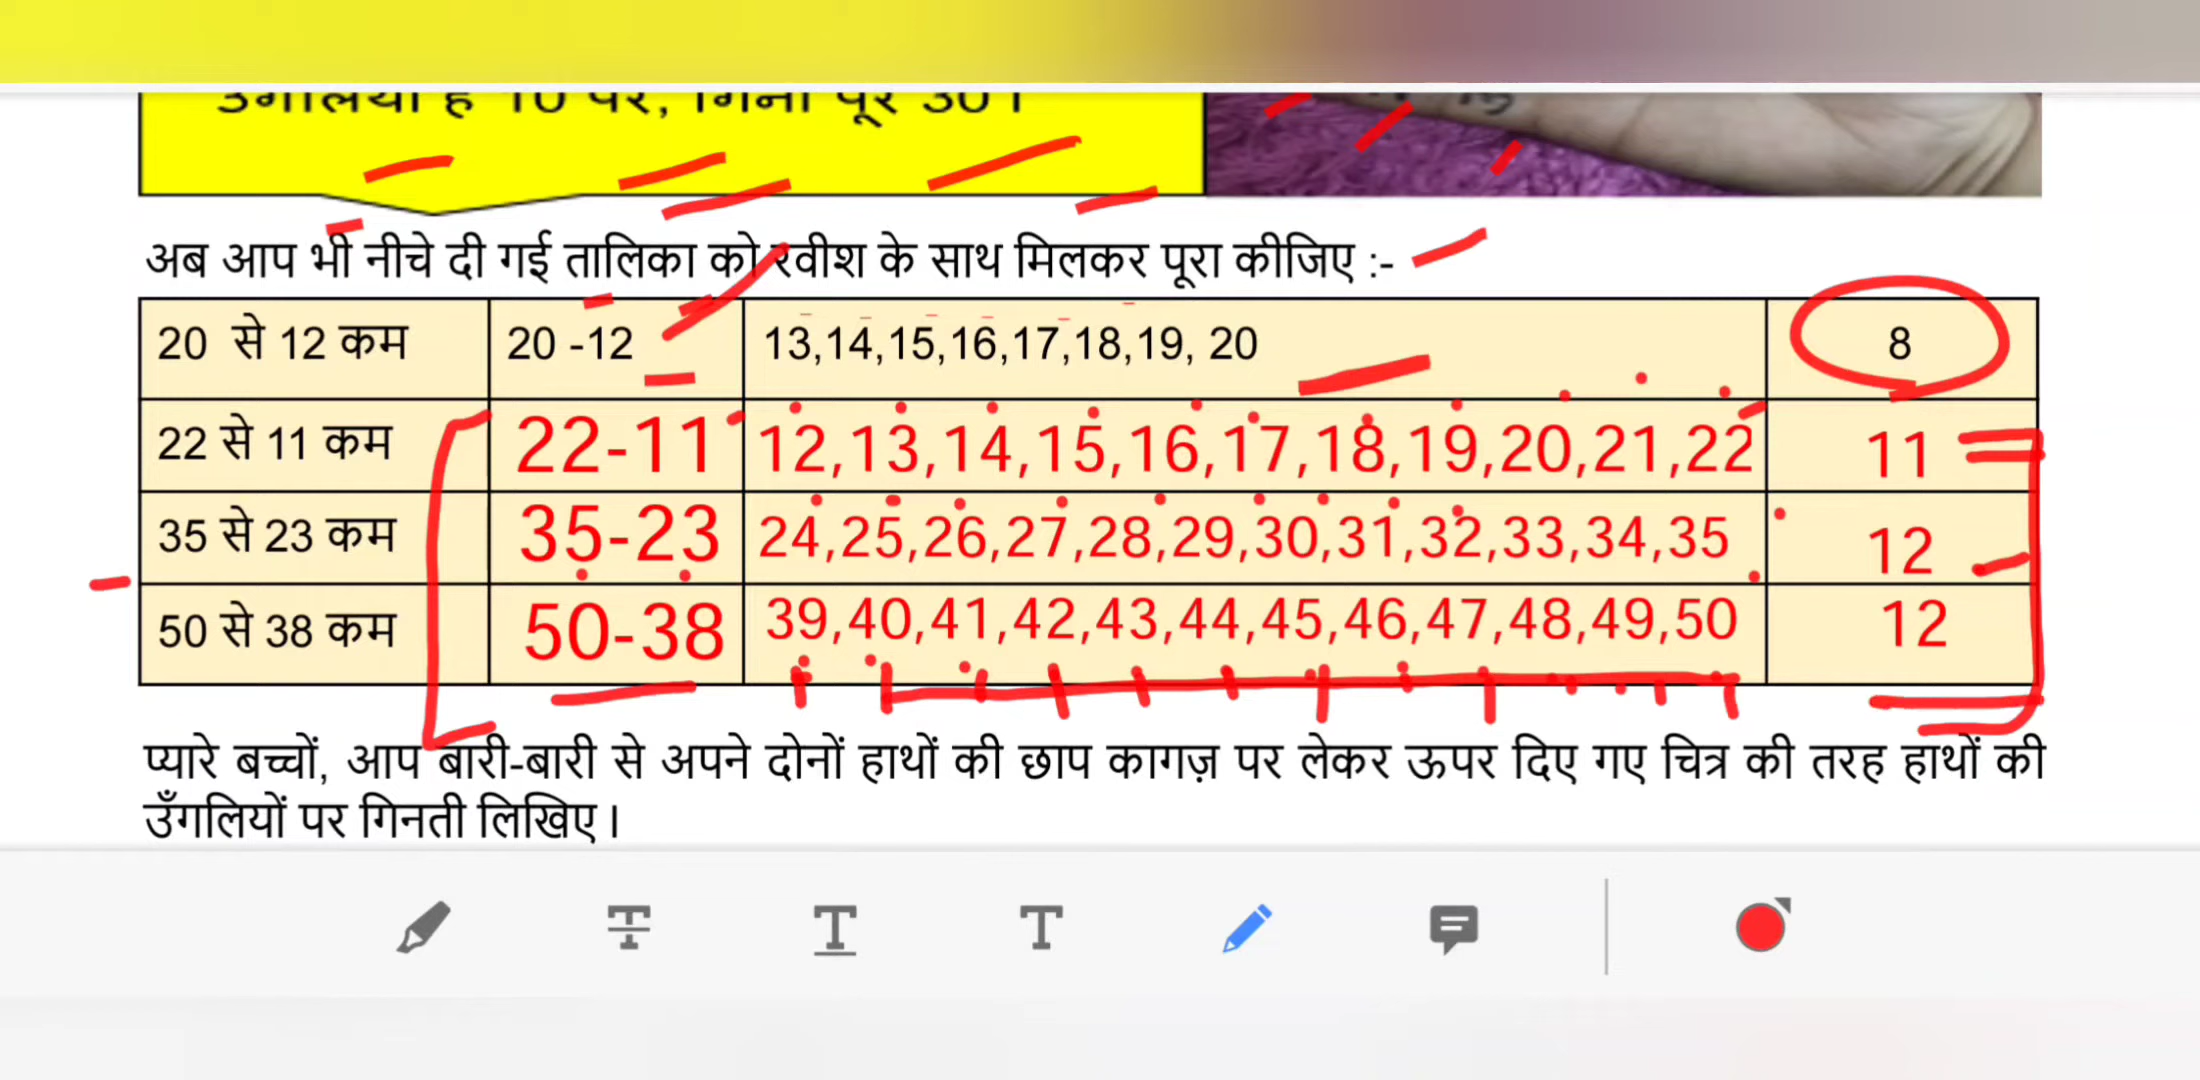 उंगलियां हैं 10 पर, गिना पूरे 30।
अब आप भी नीचे दी गई तालिका को रवीश के साथ मिलकर पूरा कीजिए :-
20 से 12 कम 20 -12 13,14,15,16,17,18,19, 20 8
22 से 11 कम 22-11 12,13,14,15,16,17,18,19,20,21,22 11
35 से 23 कम 35-23 24,25,26,27,28,29,30,31,32,33,34,35 12
50 से 38 कम 50-38 39,40,41,42,43,44,45,46,47,48,49,50 12
प्यारे बच्चों, आप बारी-बारी से अपने दोनों हाथों की छाप कागज़ पर लेकर ऊपर दिए गए चित्र की तरह हाथों की
उँगलियों पर गिनती लिखिए।